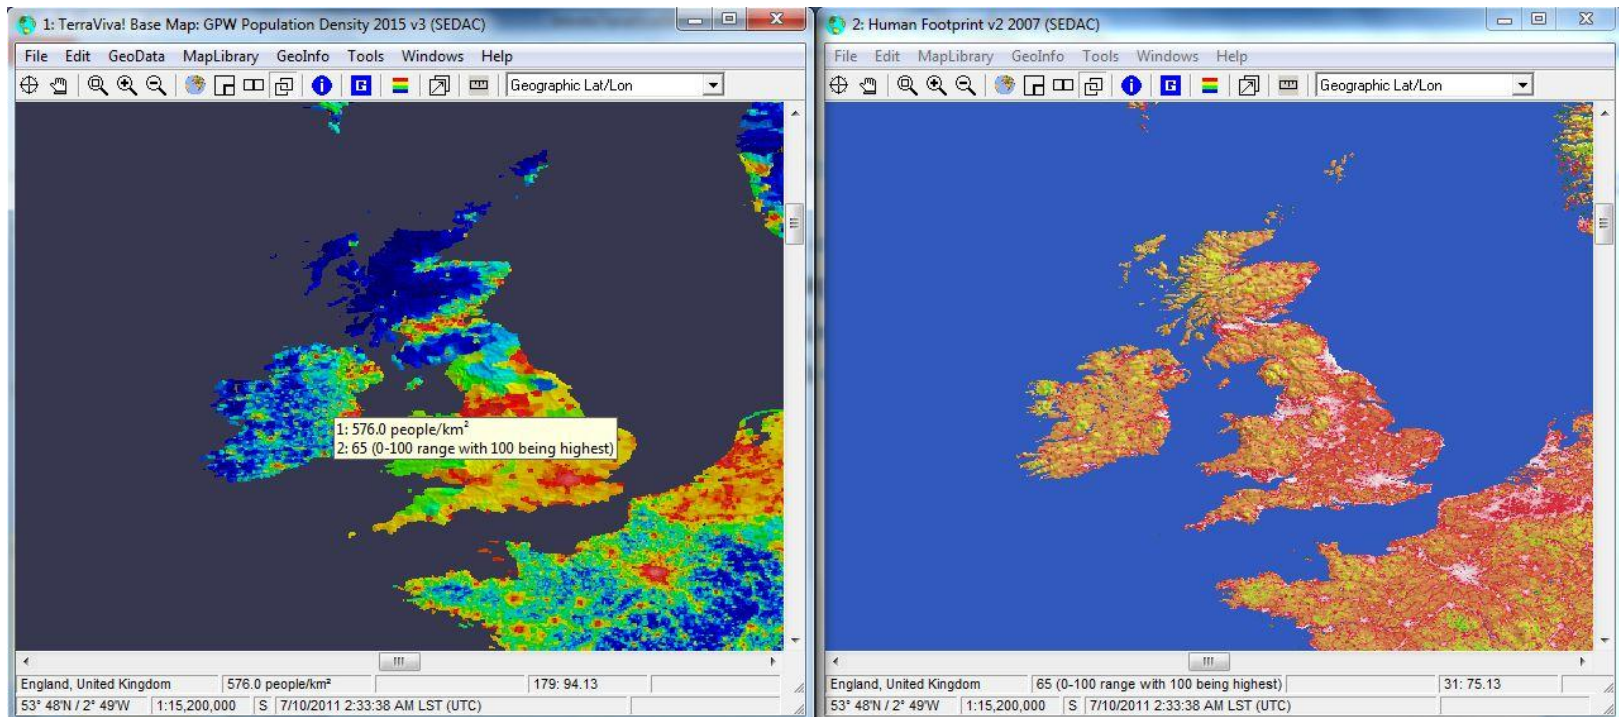 1: TerraViva! Base Map: GPW Population Density 2015 v3 (SEDAC)
File Edit GeoData MapLibrary GeoInfo Tools Windows Help
Geographic Lat/Lon
1: 576.0 people/km²
2: 65 (0-100 range with 100 being highest)
England, United Kingdom 576.0 people/km² 179: 94.13
53° 48'N / 2° 49'W 1:15,200,000 S 7/10/2011 2:33:38 AM LST (UTC)
2: Human Footprint v2 2007 (SEDAC)
File Edit MapLibrary GeoInfo Tools Windows Help
Geographic Lat/Lon
England, United Kingdom 65 (0-100 range with 100 being highest) 31: 75.13
53° 48'N / 2° 49'W 1:15,200,000 S 7/10/2011 2:33:38 AM LST (UTC)